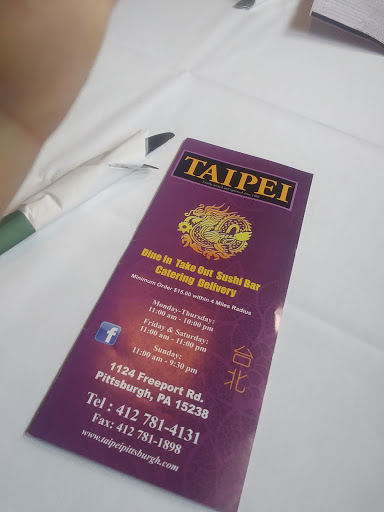 TAIPEI
Dine In Take Out Sushi Bar
Catering Delivery
Minimum Order $15.00 within 4 Miles Radius
Monday-Thursday:
11:00 am - 10:00 pm
Friday & Saturday:
11:00 am - 11:00 pm
Sunday:
11:00 am - 9:30 pm
f
台北
1124 Freeport Rd.
Pittsburgh, PA 15238
Tel : 412 781-4131
Fax: 412 781-1898
www.taipeipittsburgh.com